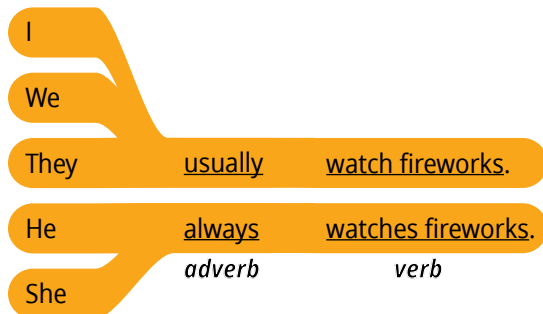 I
We
They usually watch fireworks.
He always watches fireworks.
adverb verb
She